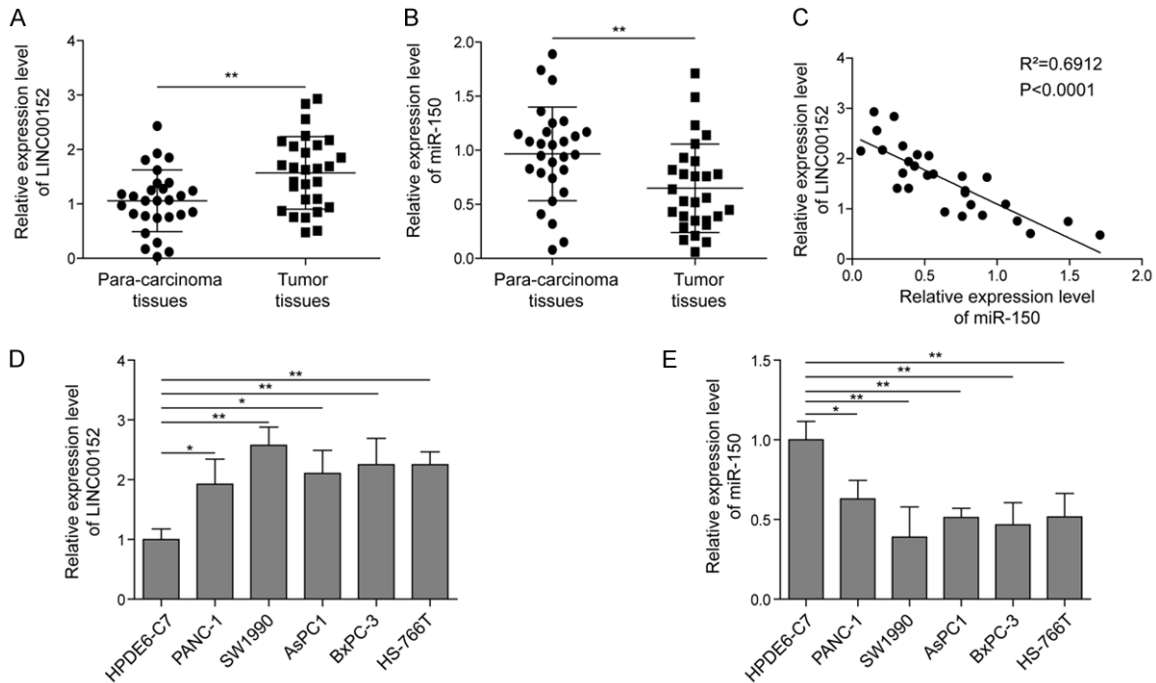 A
Relative expression level
of LINC00152
4
3
2
1
0
**
Para-carcinoma
tissues
Tumor
tissues
B
Relative expression level
of miR-150
2.0
1.5
1.0
0.5
0.0
**
Para-carcinoma
tissues
Tumor
tissues
C
Relative expression level
of LINC00152
4
3
2
1
0
R²=0.6912
P<0.0001
0.0
0.5
1.0
1.5
2.0
Relative expression level
of miR-150
D
Relative expression level
of LINC00152
4
3
2
1
0
**
**
*
**
*
HPDE6-C7
PANC-1
SW1990
AsPC1
BxPC-3
HS-766T
E
Relative expression level
of miR-150
1.5
1.0
0.5
0.0
**
**
**
**
*
HPDE6-C7
PANC-1
SW1990
AsPC1
BxPC-3
HS-766T